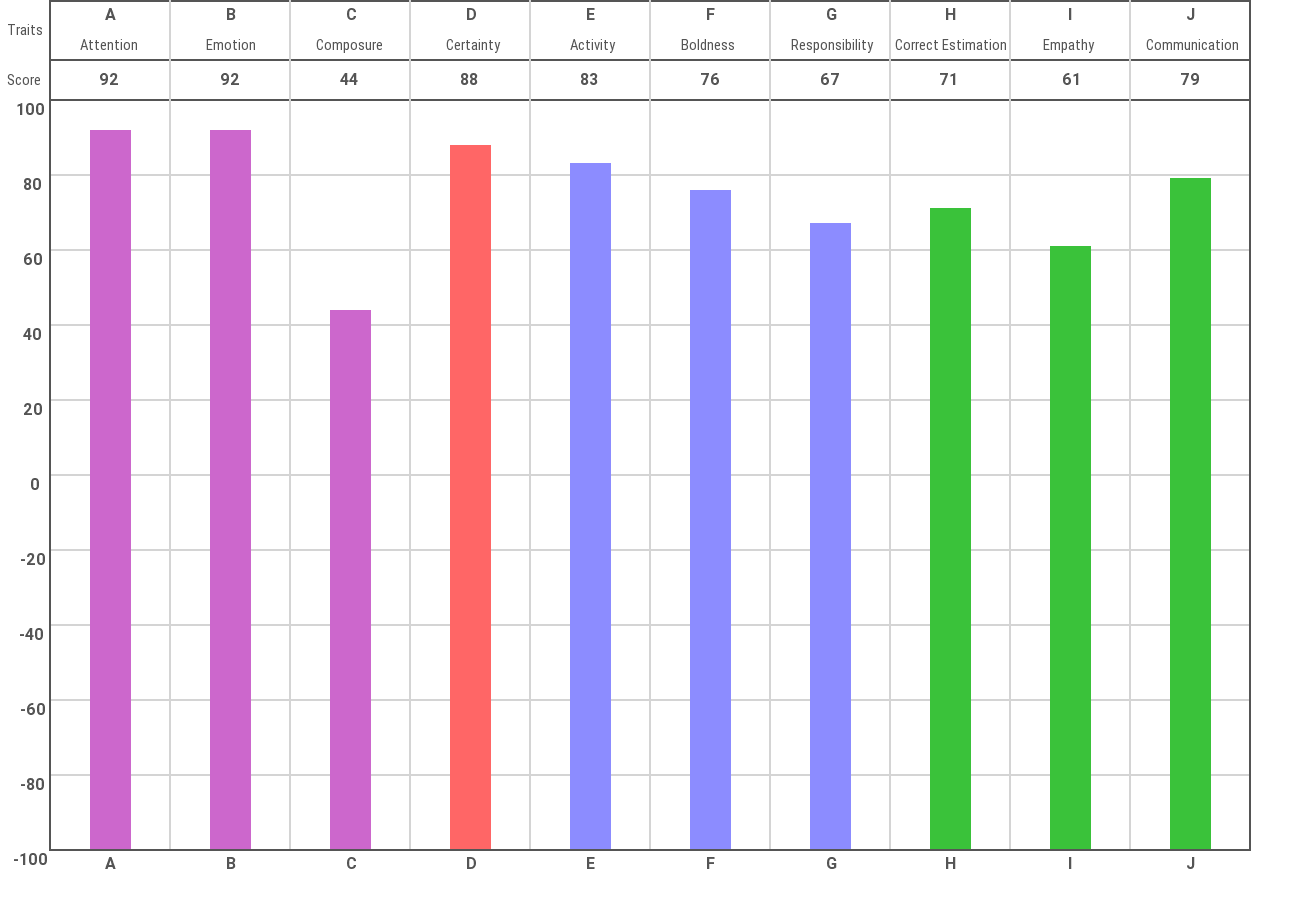 A B C D E F G H I J
Traits
Attention Emotion Composure Certainty Activity Boldness Responsibility Correct Estimation Empathy Communication
Score 92 92 44 88 83 76 67 71 61 79
100
80
60
40
20
0
-20
-40
-60
-80
-100
A B C D E F G H I J